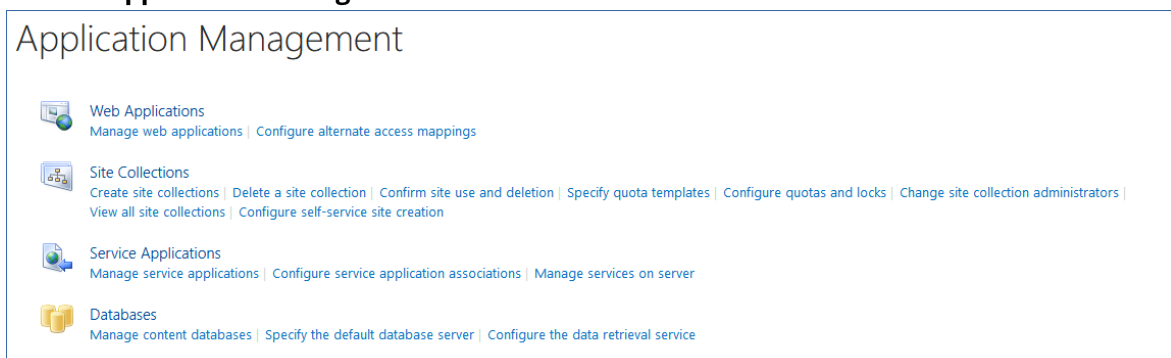 Application Management
Web Applications
Manage web applications | Configure alternate access mappings
Site Collections
Create site collections | Delete a site collection | Confirm site use and deletion | Specify quota templates | Configure quotas and locks | Change site collection administrators |
View all site collections | Configure self-service site creation
Service Applications
Manage service applications | Configure service application associations | Manage services on server
Databases
Manage content databases | Specify the default database server | Configure the data retrieval service